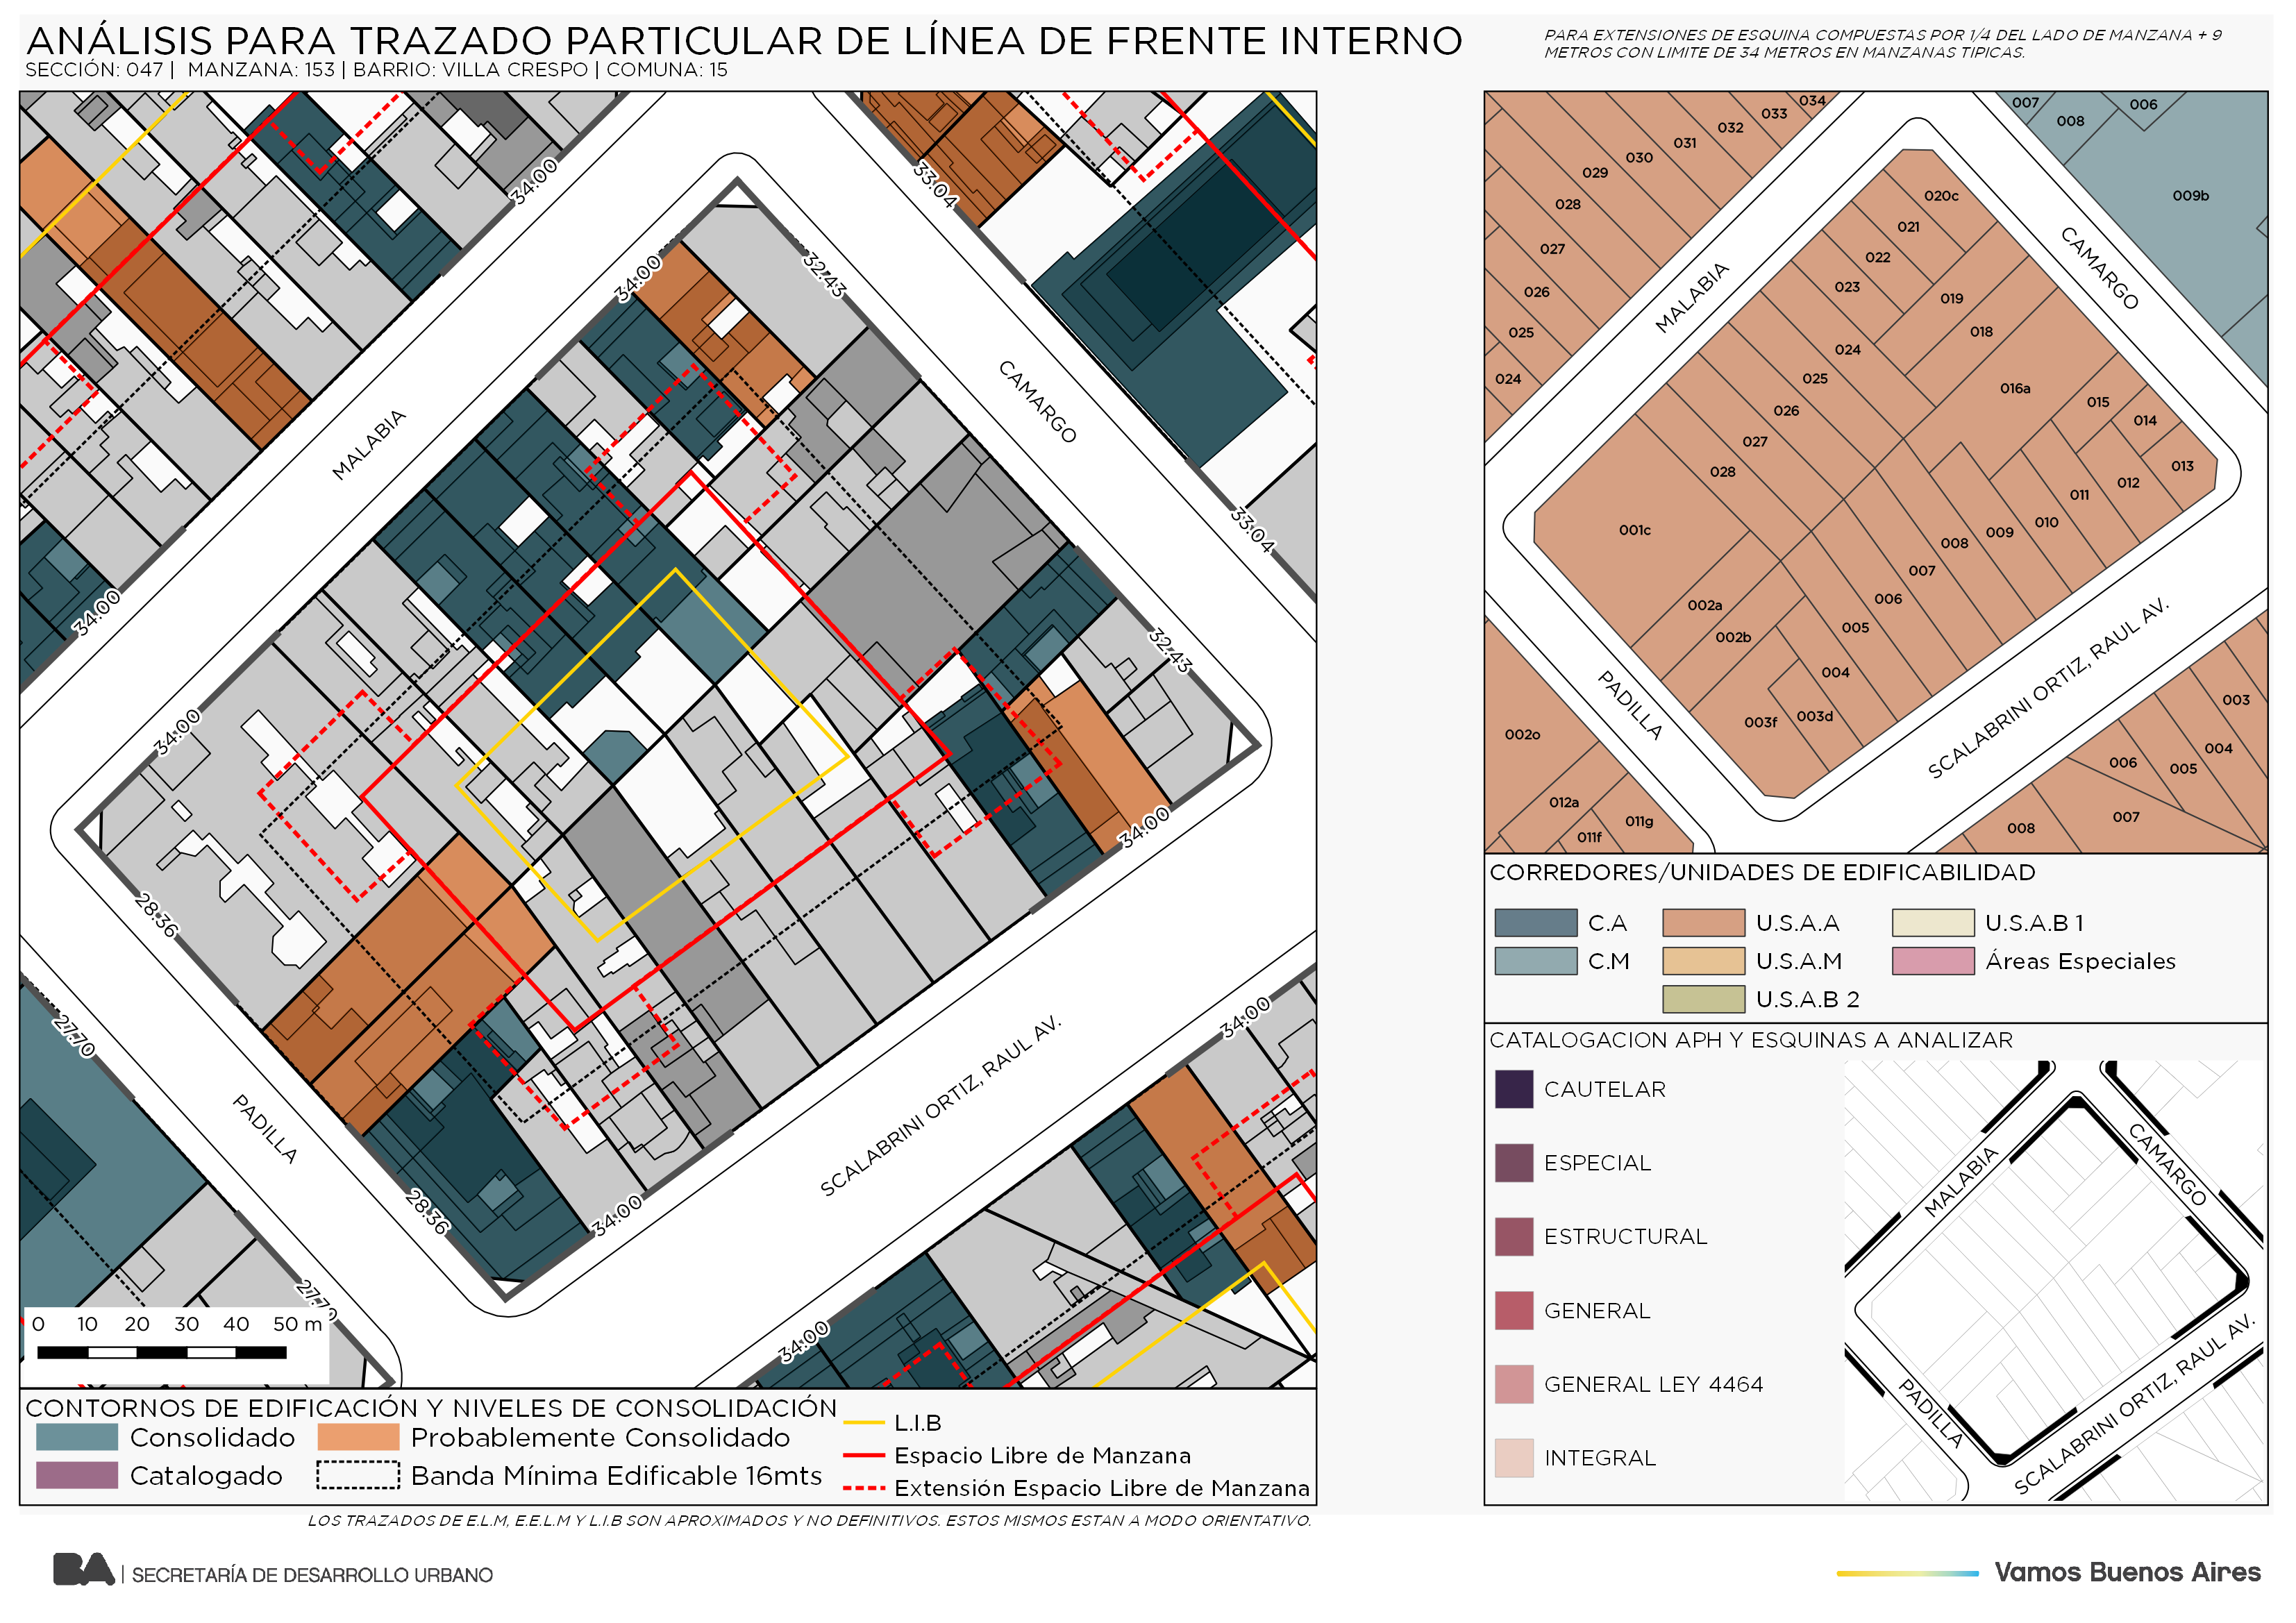 ANÁLISIS PARA TRAZADO PARTICULAR DE LÍNEA DE FRENTE INTERNO
SECCIÓN: 047 | MANZANA: 153 | BARRIO: VILLA CRESPO | COMUNA: 15
PARA EXTENSIONES DE ESQUINA COMPUESTAS POR 1/4 DEL LADO DE MANZANA + 9
METROS CON LIMITE DE 34 METROS EN MANZANAS TIPICAS.
34:00
33:04
34:00
32:43
MALABIA
CAMARGO
33:04
34:00
32:43
34:00
28:36
34:00
27:70
PADILLA
28:36
34:00
SCALABRINI ORTIZ, RAUL AV.
34:00
34:00
27:70
0 10 20 30 40 50 m
CONTORNOS DE EDIFICACIÓN Y NIVELES DE CONSOLIDACIÓN
Consolidado
Probablemente Consolidado
Catalogado
Banda Mínima Edificable 16mts
L.I.B
Espacio Libre de Manzana
Extensión Espacio Libre de Manzana
LOS TRAZADOS DE E.L.M, E.E.L.M Y L.I.B SON APROXIMADOS Y NO DEFINITIVOS. ESTOS MISMOS ESTAN A MODO ORIENTATIVO.
034
033
032
031
030
029
028
027
026
025
024
007
006
008
009b
020c
021
022
023
019
018
024
025
016a
026
027
028
015
014
013
012
011
010
009
008
007
006
005
004
003d
003f
001c
002a
002b
MALABIA
CAMARGO
PADILLA
SCALABRINI ORTIZ, RAUL AV.
002o
012a
011f
011g
003
004
005
006
007
008
CORREDORES/UNIDADES DE EDIFICABILIDAD
C.A
U.S.A.A
U.S.A.B 1
C.M
U.S.A.M
Áreas Especiales
U.S.A.B 2
CATALOGACION APH Y ESQUINAS A ANALIZAR
CAUTELAR
ESPECIAL
ESTRUCTURAL
GENERAL
GENERAL LEY 4464
INTEGRAL
MALABIA
CAMARGO
PADILLA
SCALABRINI ORTIZ, RAUL AV.
BA | SECRETARÍA DE DESARROLLO URBANO
Vamos Buenos Aires